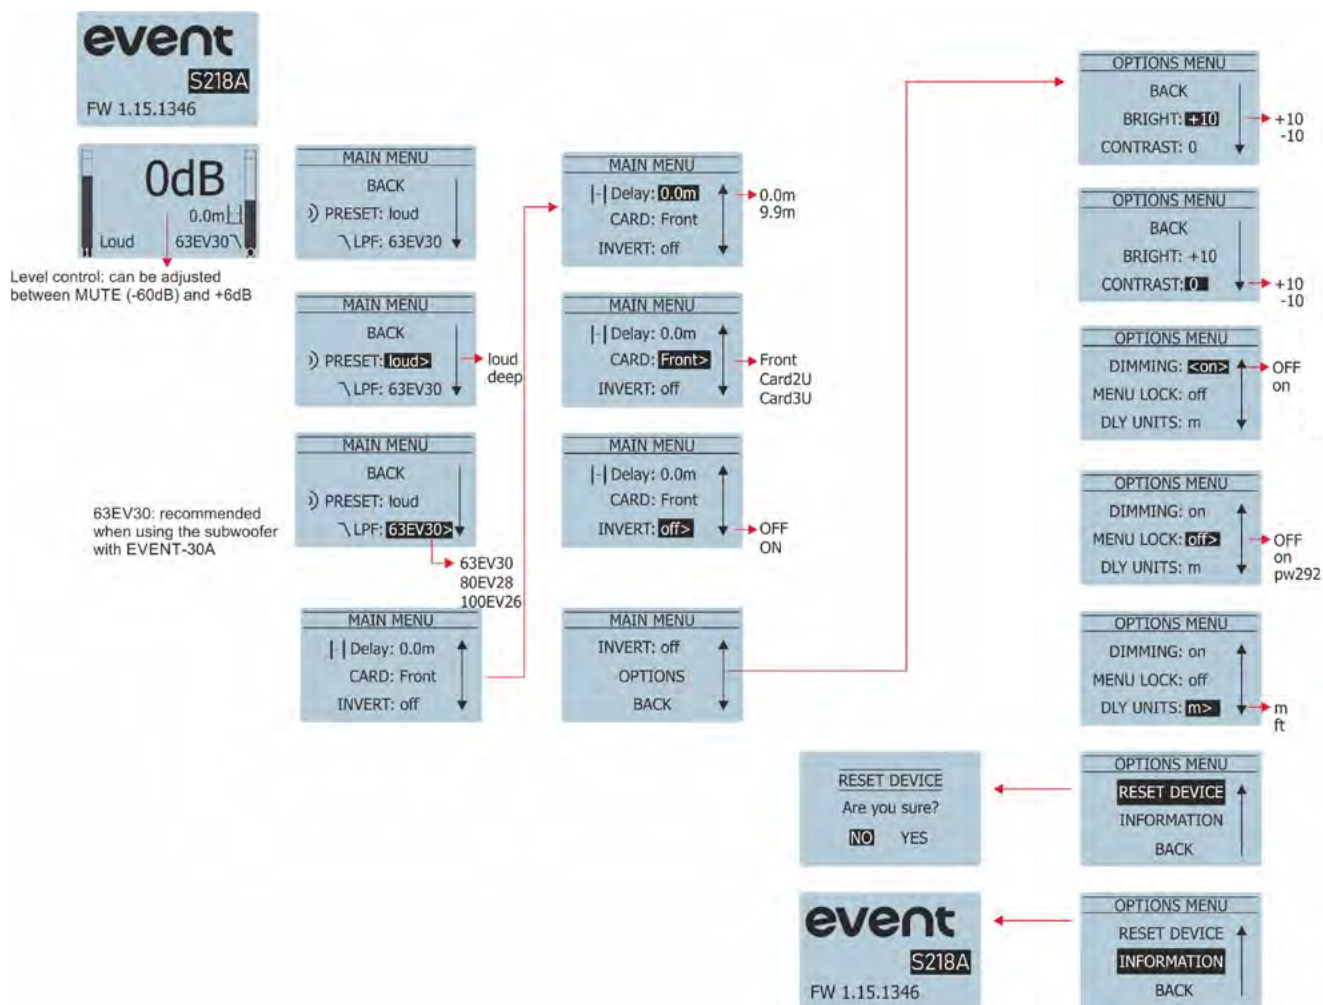 event
S218A
FW 1.15.1346
0dB
0.0m
Loud 63EV30
Level control: can be adjusted
between MUTE (-60dB) and +6dB
MAIN MENU
BACK
PRESET: loud
LPF: 63EV30
MAIN MENU
BACK
PRESET: loud>
LPF: 63EV30
loud
deep
MAIN MENU
BACK
PRESET: loud
LPF: 63EV30>
63EV30: recommended
when using the subwoofer
with EVENT-30A
63EV30
80EV28
100EV26
MAIN MENU
Delay: 0.0m
CARD: Front
INVERT: off
MAIN MENU
Delay: 0.0m
CARD: Front
INVERT: off
0.0m
9.9m
MAIN MENU
Delay: 0.0m
CARD: Front>
INVERT: off
Front
Card2U
Card3U
MAIN MENU
Delay: 0.0m
CARD: Front
INVERT: off>
OFF
ON
MAIN MENU
INVERT: off
OPTIONS
BACK
OPTIONS MENU
BACK
BRIGHT: +10
CONTRAST: 0
+10
-10
OPTIONS MENU
BACK
BRIGHT: +10
CONTRAST: 0
+10
-10
OPTIONS MENU
DIMMING: <on>
MENU LOCK: off
DLY UNITS: m
OFF
on
OPTIONS MENU
DIMMING: on
MENU LOCK: off>
DLY UNITS: m
OFF
on
pw292
OPTIONS MENU
DIMMING: on
MENU LOCK: off
DLY UNITS: m>
m
ft
OPTIONS MENU
RESET DEVICE
INFORMATION
BACK
RESET DEVICE
Are you sure?
NO YES
OPTIONS MENU
RESET DEVICE
INFORMATION
BACK
event
S218A
FW 1.15.1346